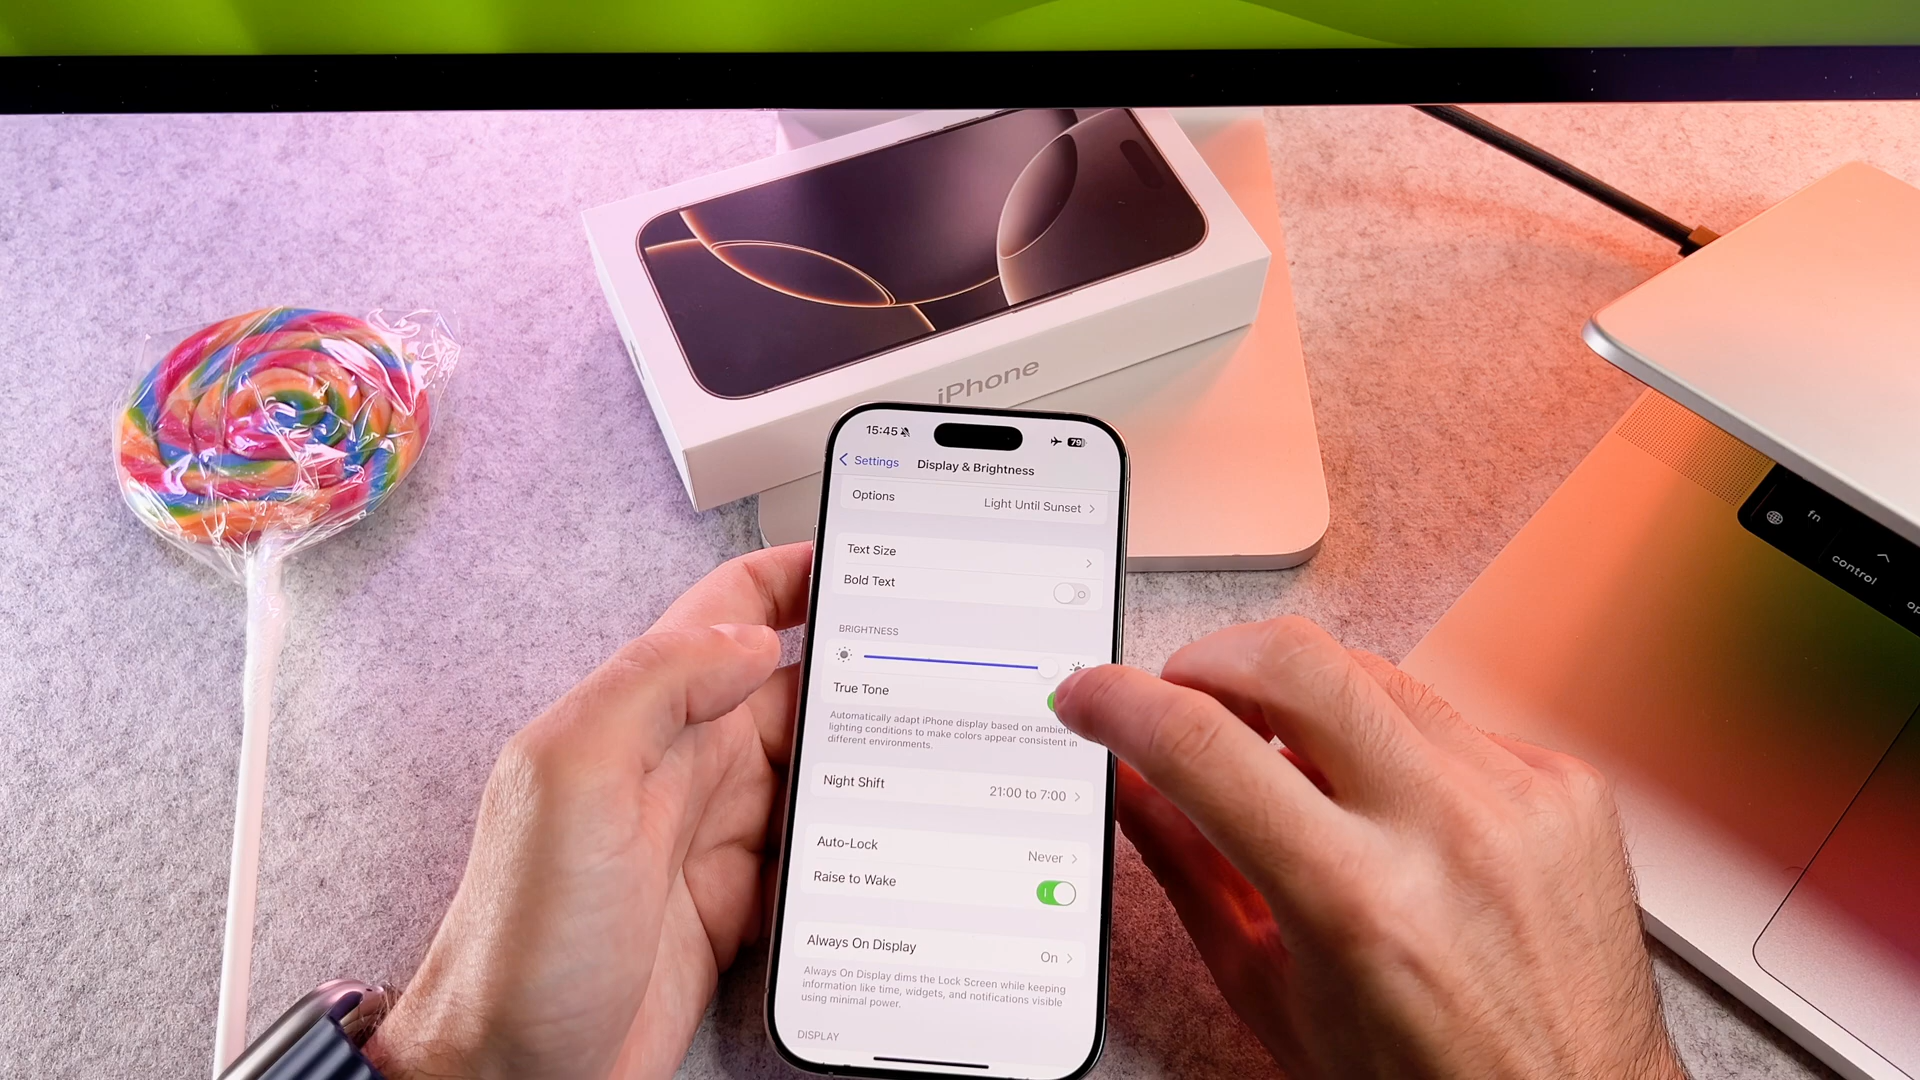 iPhone
15:45
79
Settings
Display & Brightness
Options
Light Until Sunset
Text Size
Bold Text
BRIGHTNESS
True Tone
Automatically adapt iPhone display based on ambient
lighting conditions to make colors appear consistent in
different environments.
Night Shift
21:00 to 7:00
Auto-Lock
Never
Raise to Wake
Always On Display
On
Always On Display dims the Lock Screen while keeping
information like time, widgets, and notifications visible
using minimal power.
DISPLAY
fn
control